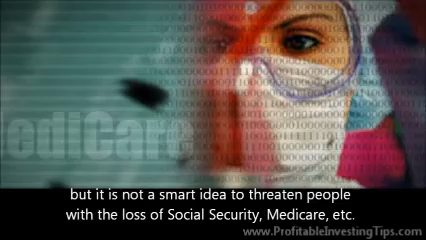 ediCare
but it is not a smart idea to threaten people
with the loss of Social Security, Medicare, etc.
www.ProfitableInvestingTips.com